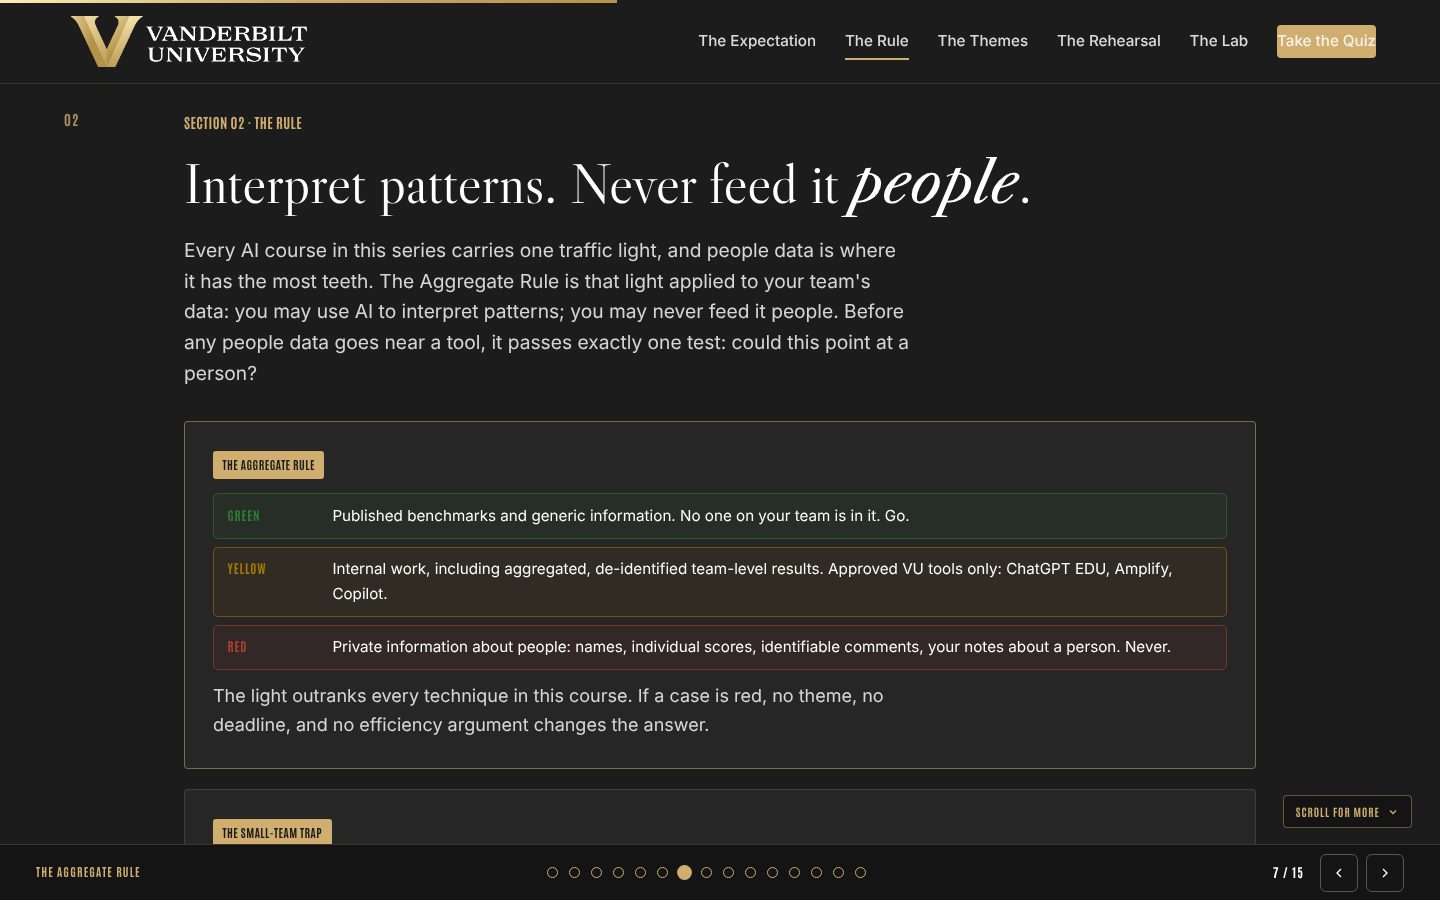 VANDERBILT
UNIVERSITY
The Expectation
The Rule
The Themes
The Rehearsal
The Lab
Take the Quiz
02
SECTION 02 · THE RULE
Interpret patterns. Never feed it people.
Every AI course in this series carries one traffic light, and people data is where
it has the most teeth. The Aggregate Rule is that light applied to your team's
data: you may use AI to interpret patterns; you may never feed it people. Before
any people data goes near a tool, it passes exactly one test: could this point at a
person?
THE AGGREGATE RULE
GREEN
Published benchmarks and generic information. No one on your team is in it. Go.
YELLOW
Internal work, including aggregated, de-identified team-level results. Approved VU tools only: ChatGPT EDU, Amplify,
Copilot.
RED
Private information about people: names, individual scores, identifiable comments, your notes about a person. Never.
The light outranks every technique in this course. If a case is red, no theme, no
deadline, and no efficiency argument changes the answer.
THE SMALL-TEAM TRAP
SCROLL FOR MORE
THE AGGREGATE RULE
7 / 15